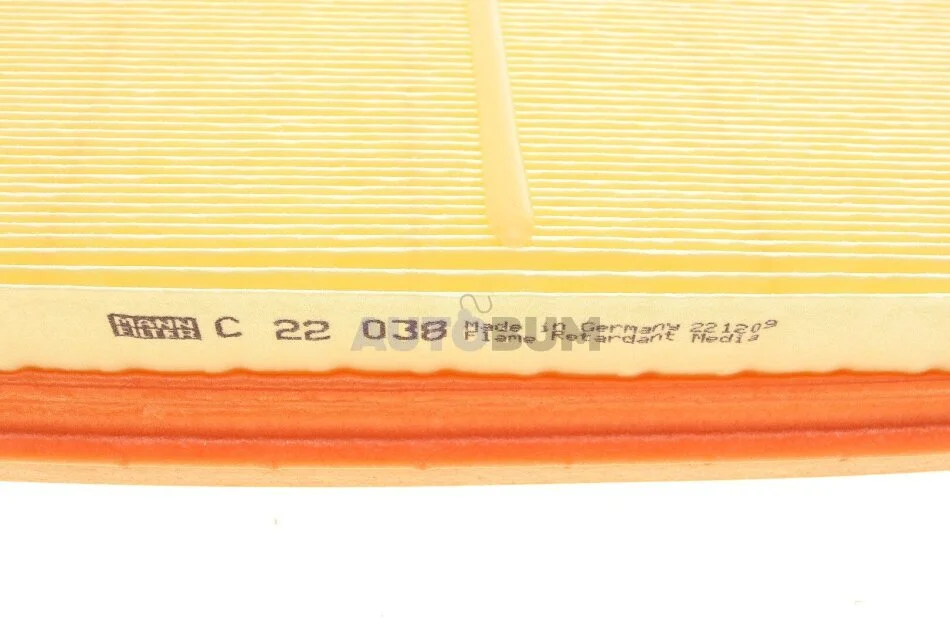 MANN
FILTER
C 22 038
Made in Germany 221209
Flame Retardant Media
AUTOBUM